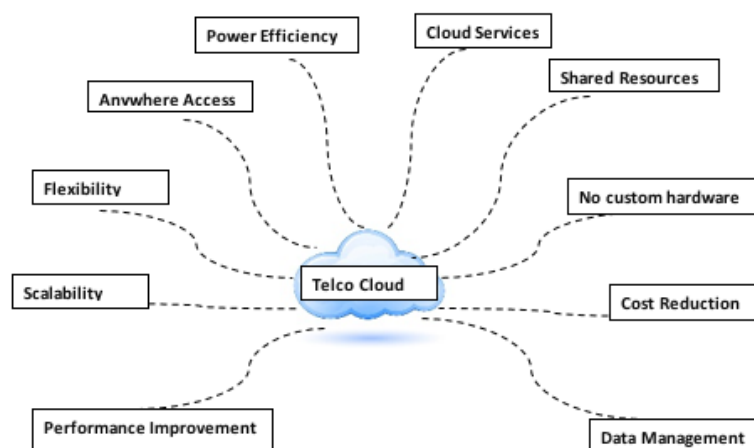 Power Efficiency
Cloud Services
Shared Resources
Anvwhere Access
Flexibility
No custom hardware
Telco Cloud
Scalability
Cost Reduction
Performance Improvement
Data Management